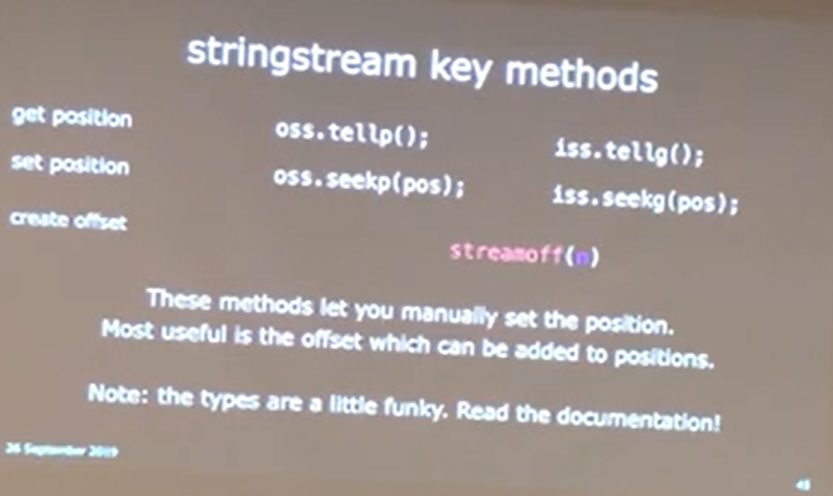 stringstream key methods
get position oss.tellp(); iss.tellg();
set position oss.seekp(pos); iss.seekg(pos);
create offset streamoff(n)
These methods let you manually set the position.
Most useful is the offset which can be added to positions.
Note: the types are a little funky. Read the documentation!
26 September 2019